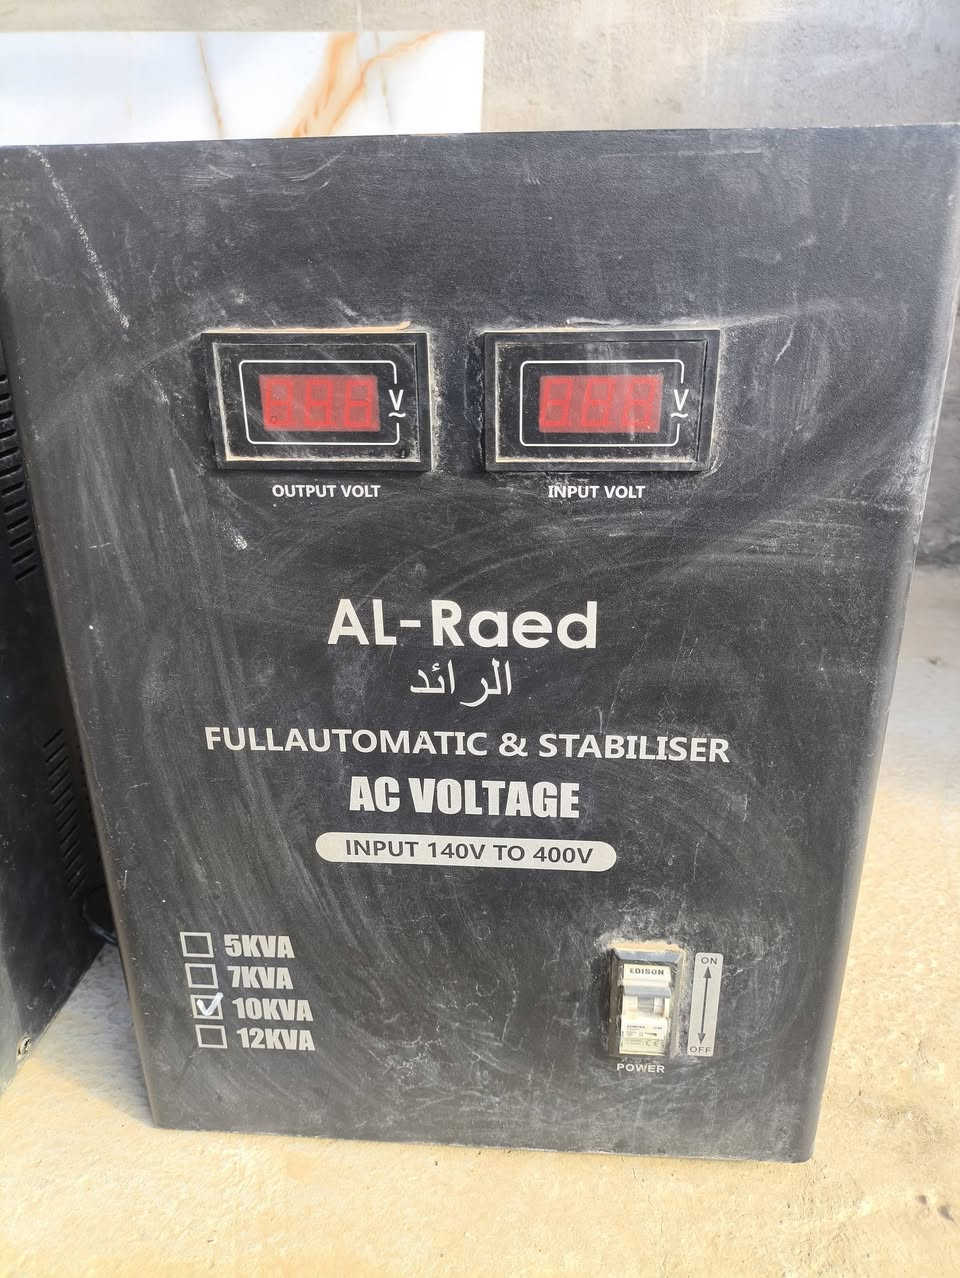 V
~
V
~
OUTPUT VOLT
INPUT VOLT
AL-Raed
الرائد
FULLAUTOMATIC & STABILISER
AC VOLTAGE
INPUT 140V TO 400V
5KVA
7KVA
10KVA
12KVA
EDISON
ON
OFF
POWER